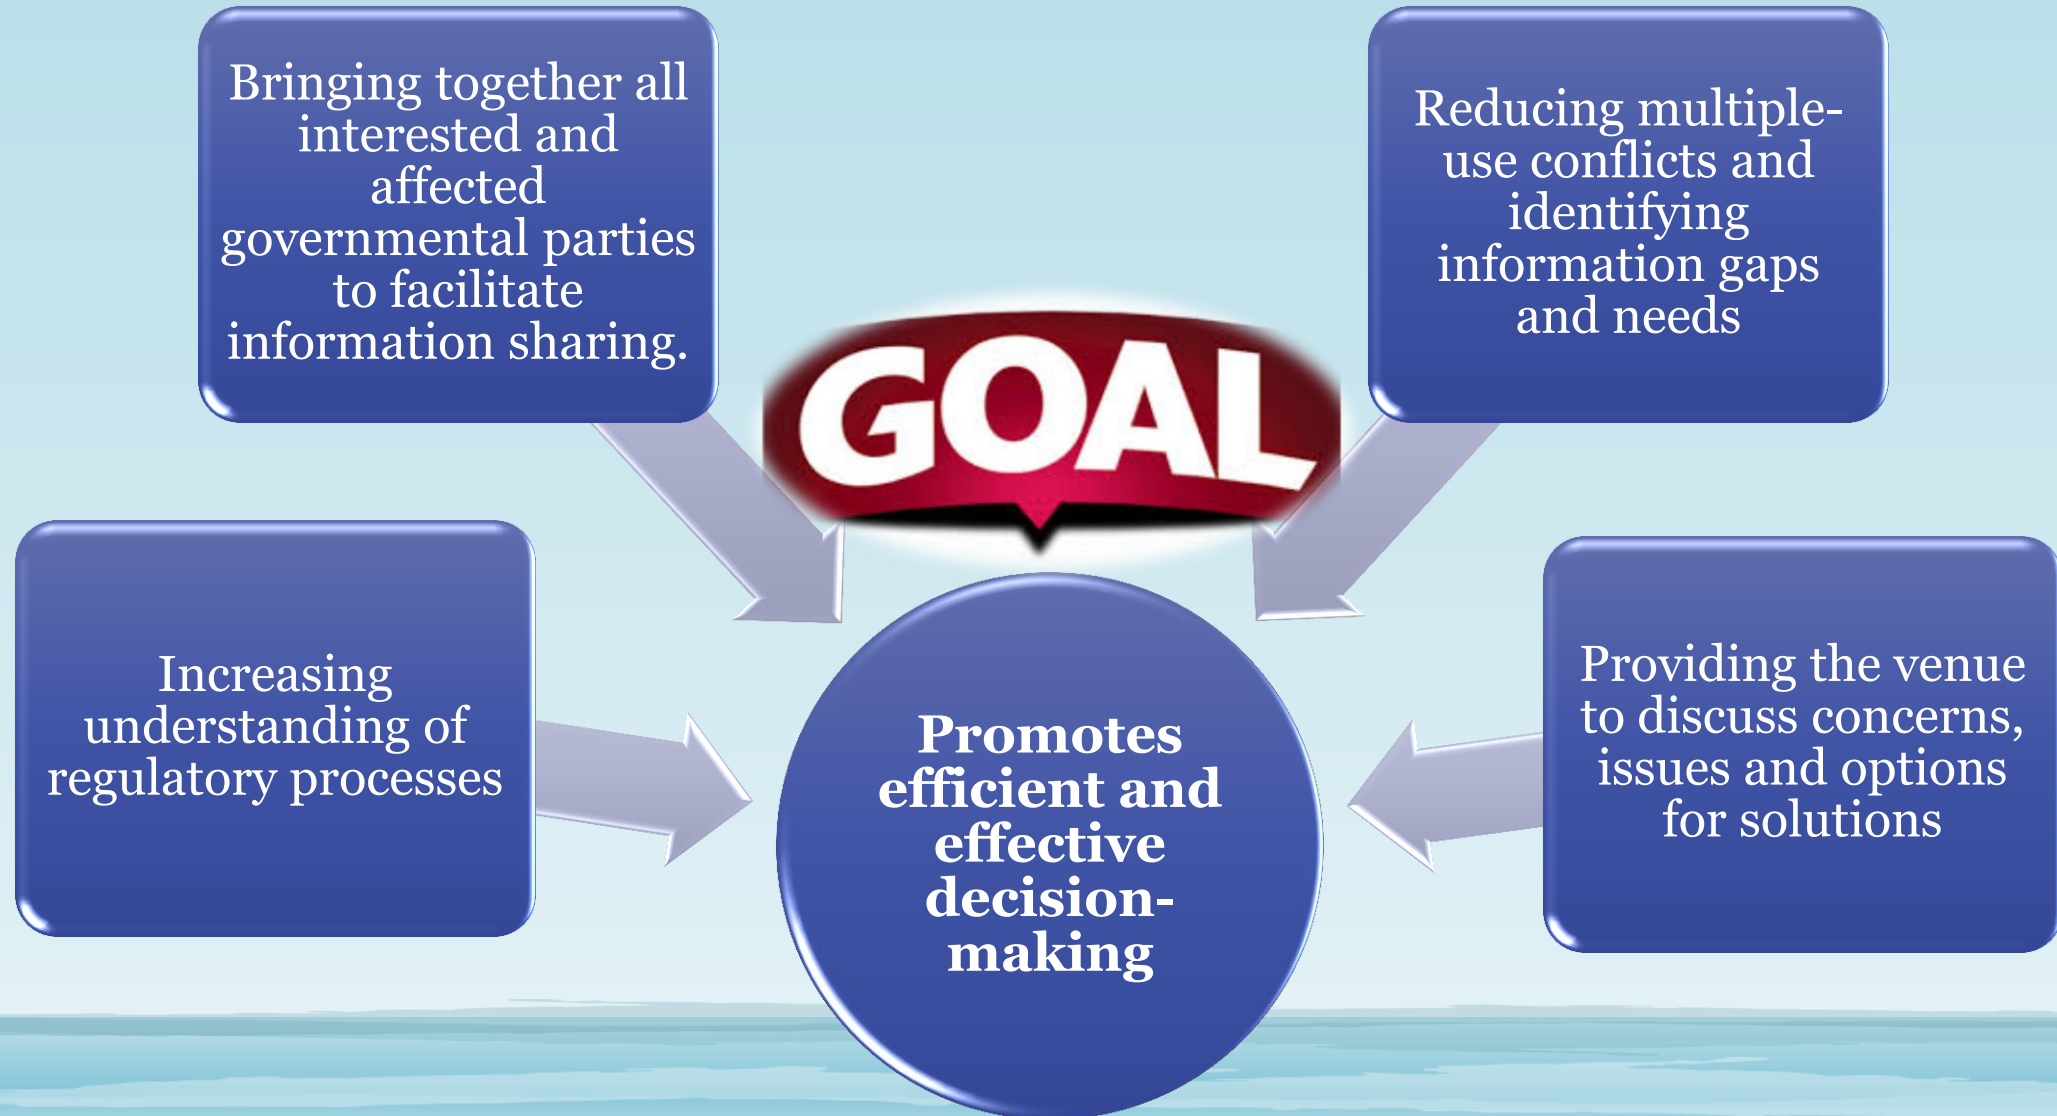 Bringing together all
interested and
affected
governmental parties
to facilitate
information sharing.
Reducing multiple-
use conflicts and
identifying
information gaps
and needs
GOAL
Increasing
understanding of
regulatory processes
Promotes
efficient and
effective
decision-
making
Providing the venue
to discuss concerns,
issues and options
for solutions